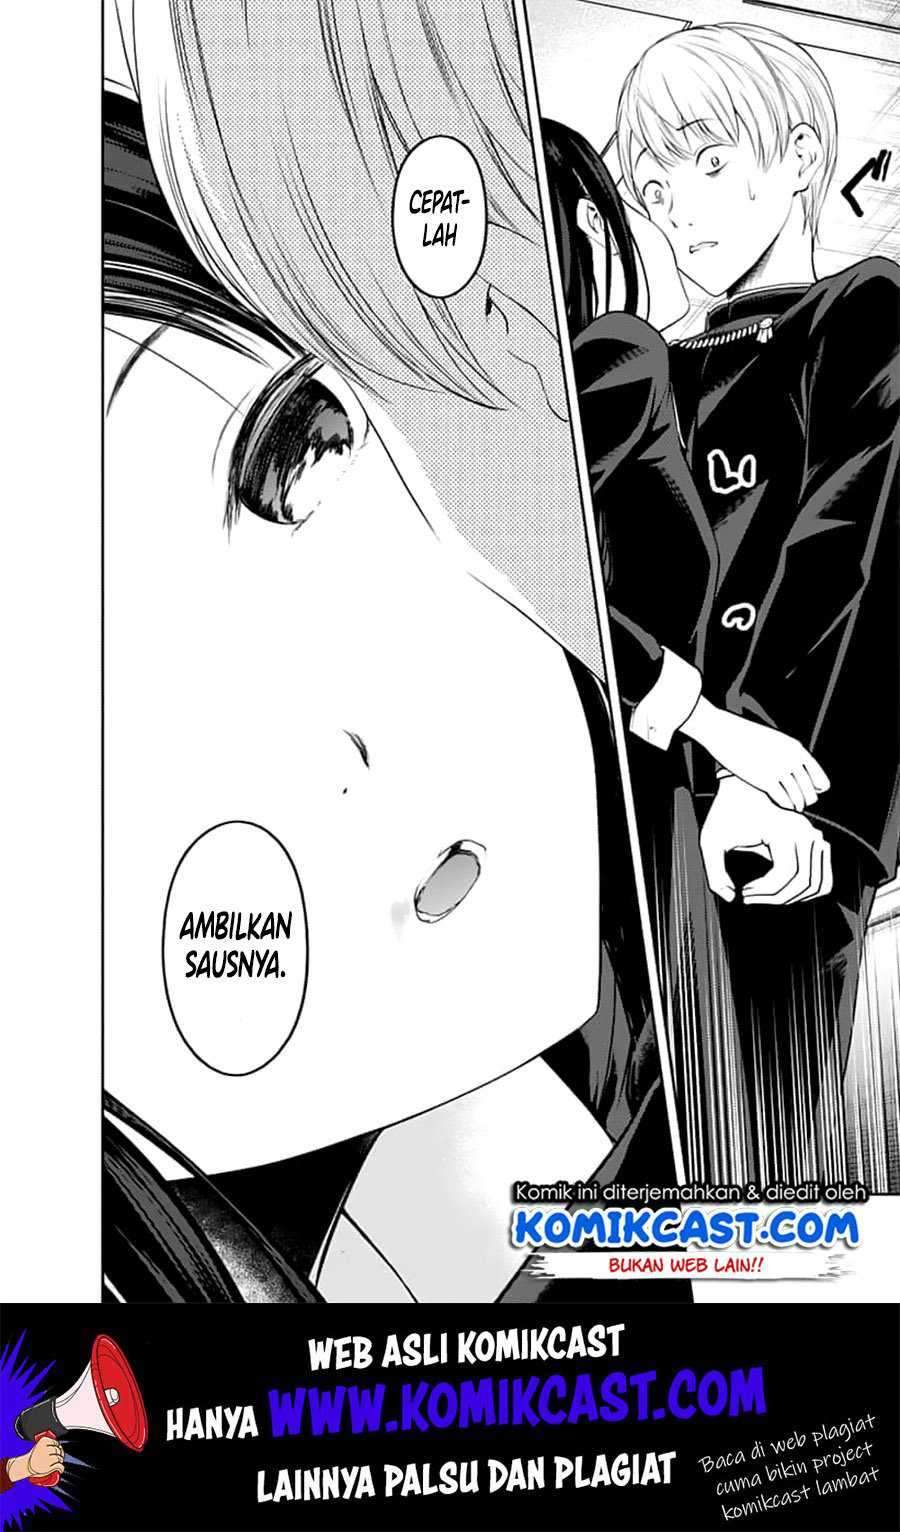 CEPAT-
LAH
AMBILKAN
SAUSNYA.
Komik ini diterjemahkan & diedit oleh
KOMIKCAST.COM
BUKAN WEB LAIN!!
WEB ASLI KOMIKCAST
HANYA WWW.KOMIKCAST.COM
LAINNYA PALSU DAN PLAGIAT
Baca di web plagiat
cuma bikin project
komikcast lambat